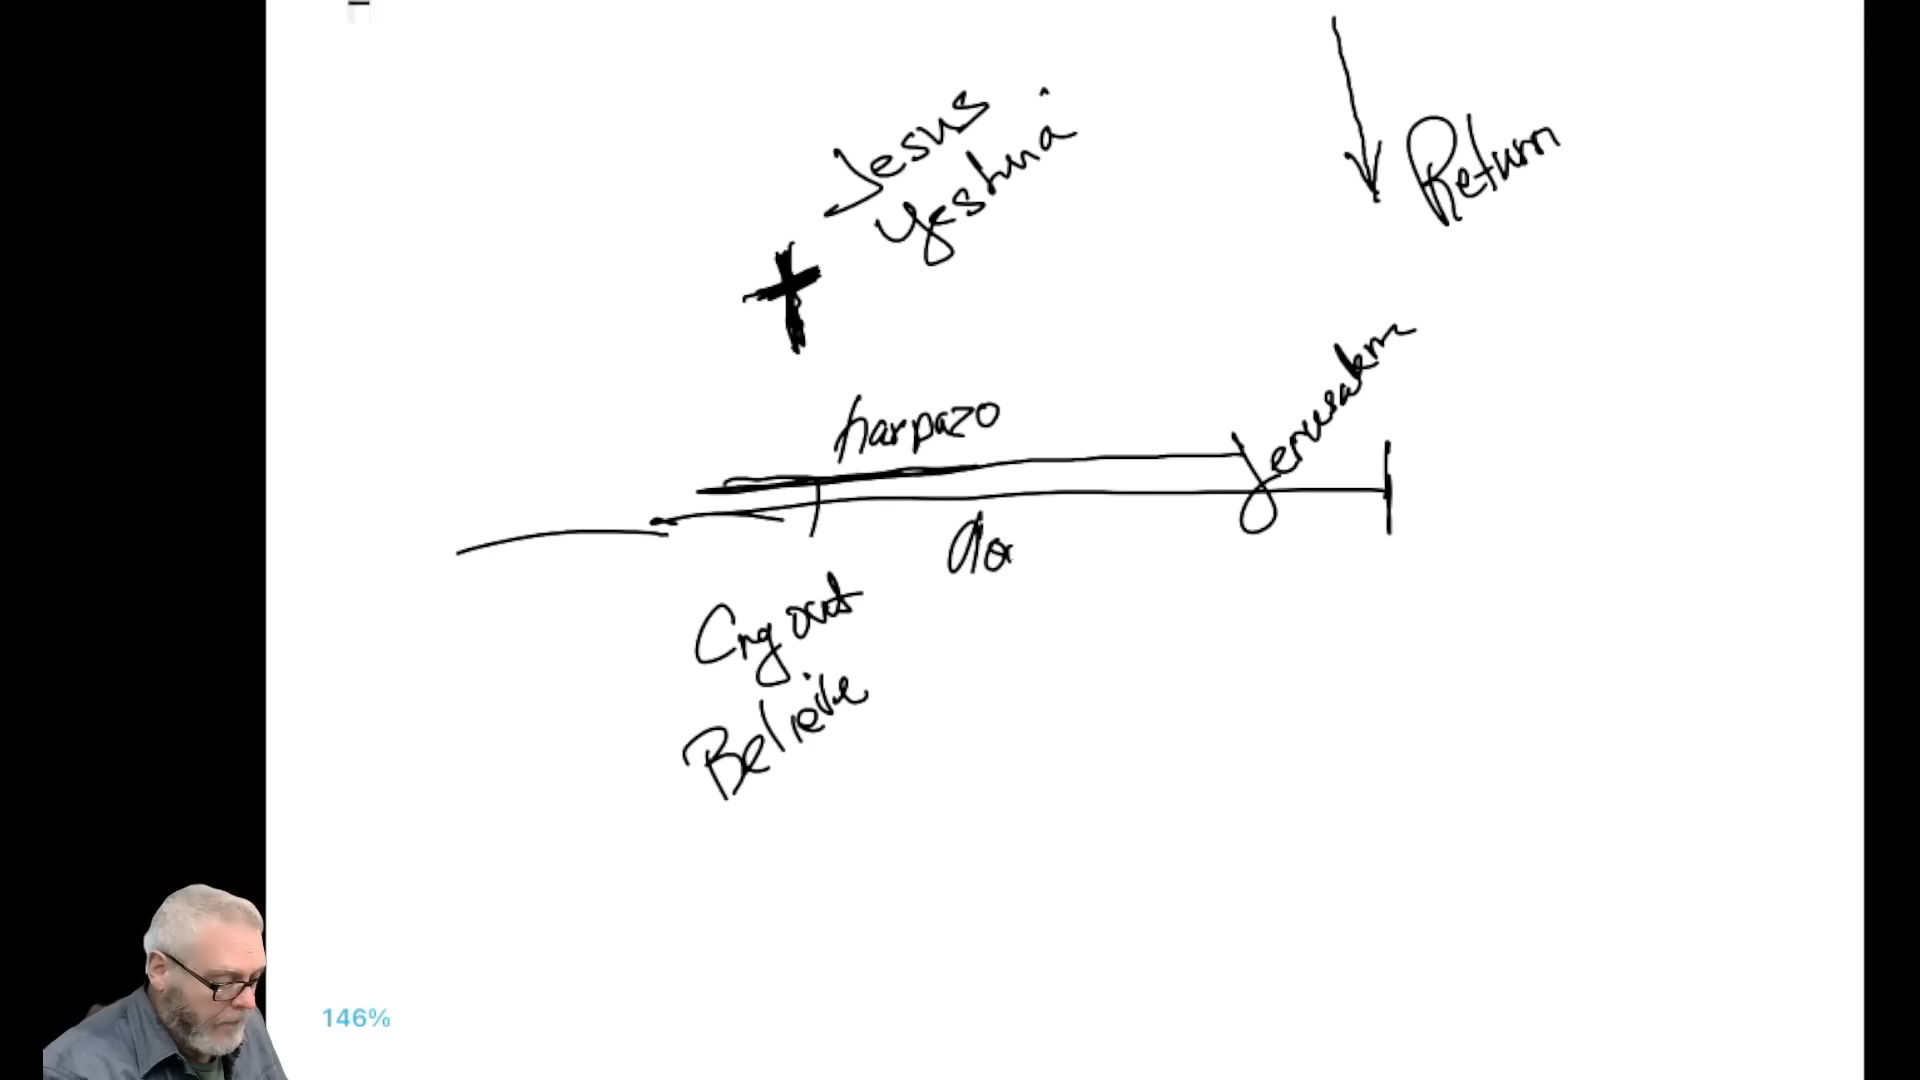 Jesus
Yeshua
Return
Jerusalem
harpazo
Cry out
Believe
146%